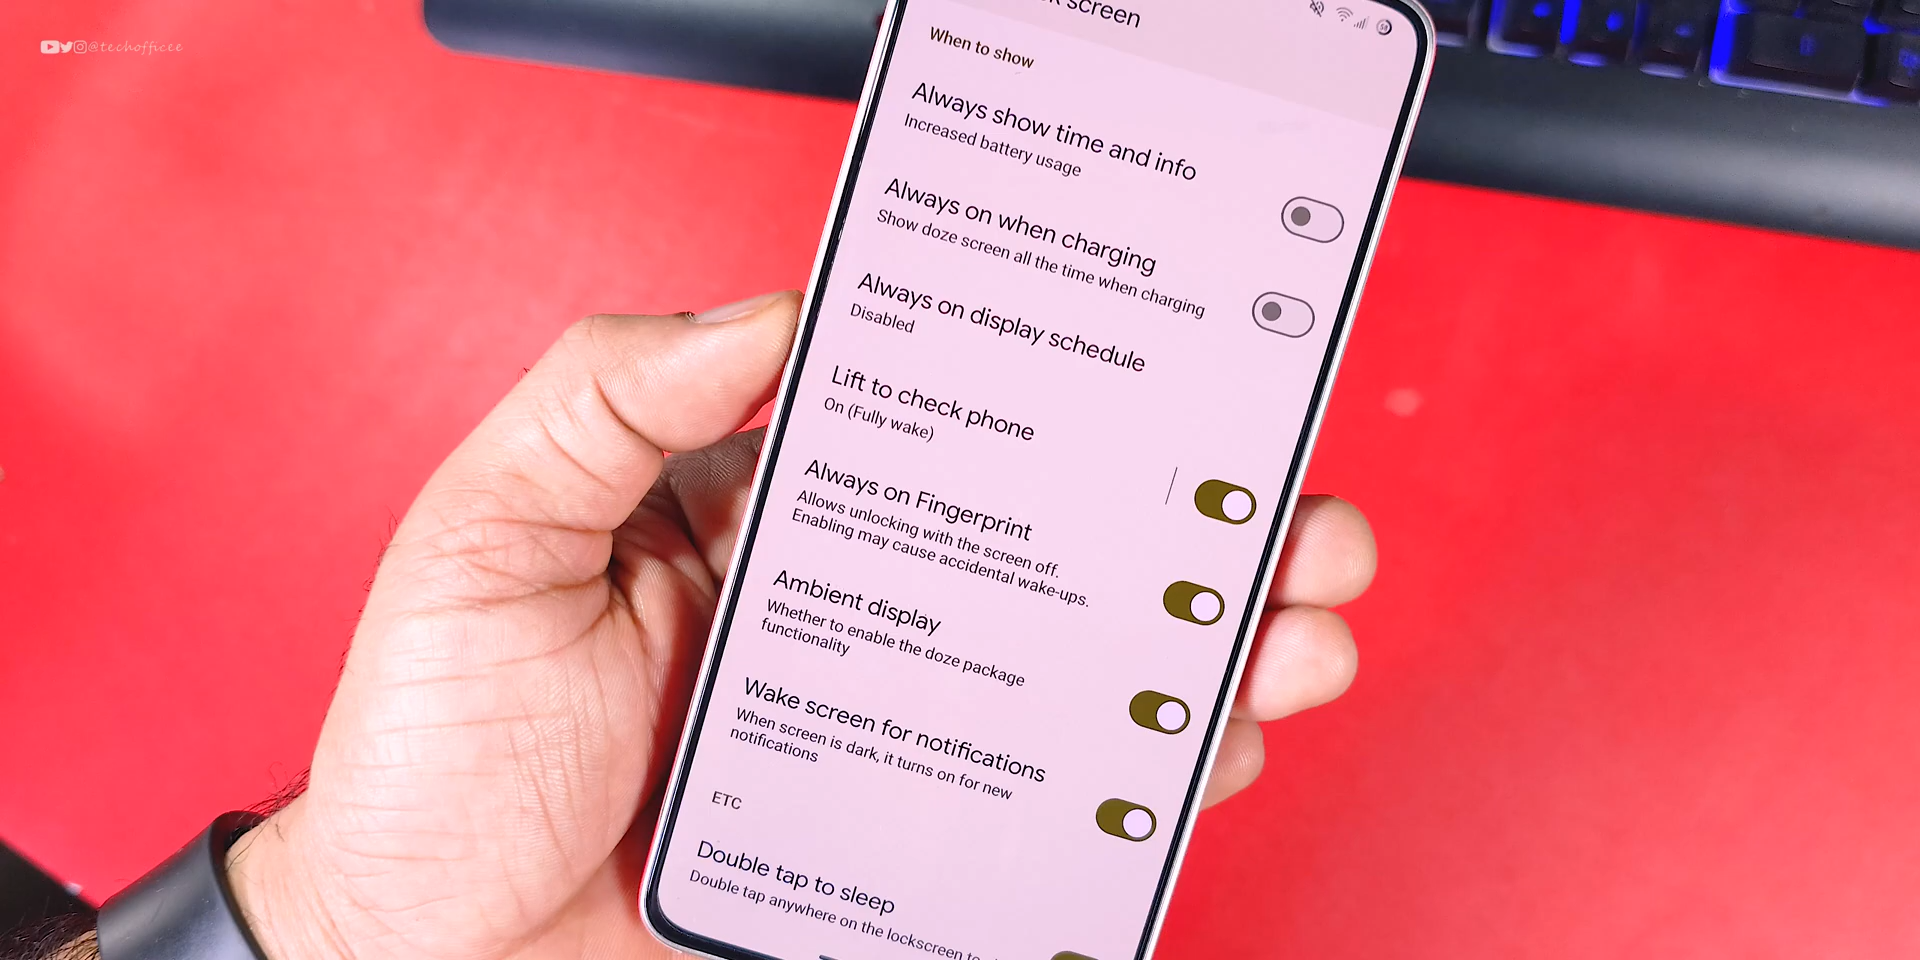 @techofficee
screen
When to show
Always show time and info
Increased battery usage
Always on when charging
Show doze screen all the time when charging
Always on display schedule
Disabled
Lift to check phone
On (Fully wake)
Always on Fingerprint
Allows unlocking with the screen off.
Enabling may cause accidental wake-ups.
Ambient display
Whether to enable the doze package
functionality
Wake screen for notifications
When screen is dark, it turns on for new
notifications
ETC
Double tap to sleep
Double tap anywhere on the lockscreen to